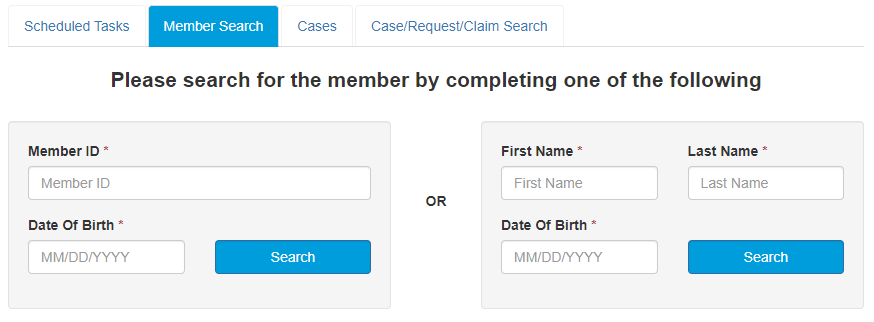 Scheduled Tasks Member Search Cases Case/Request/Claim Search
Please search for the member by completing one of the following
Member ID *
Member ID
Date Of Birth *
MM/DD/YYYY Search
OR
First Name * Last Name *
First Name Last Name
Date Of Birth *
MM/DD/YYYY Search